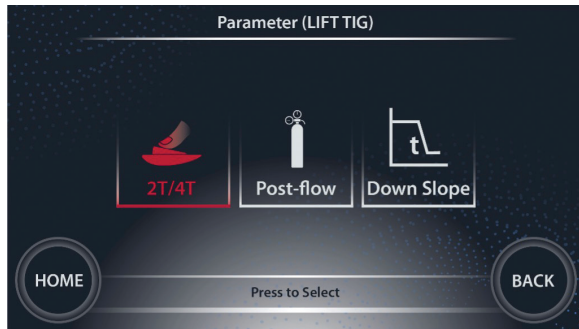 Parameter (LIFT TIG)
2T/4T
Post-flow
t
Down Slope
HOME
Press to Select
BACK